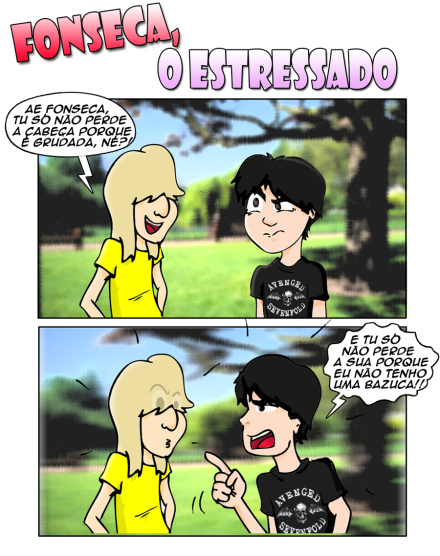 FONSECA,
O ESTRESSADO
AE FONSECA,
TU SÓ NÃO PERDE
A CABEÇA PORQUE
É GRUDADA, NÉ?!
AVENGED
SEVENFOLD
E TU SÓ
NÃO PERDE
A SUA PORQUE
EU NÃO TENHO
UMA BAZUCA!!
AVENGED
SEVENFOLD